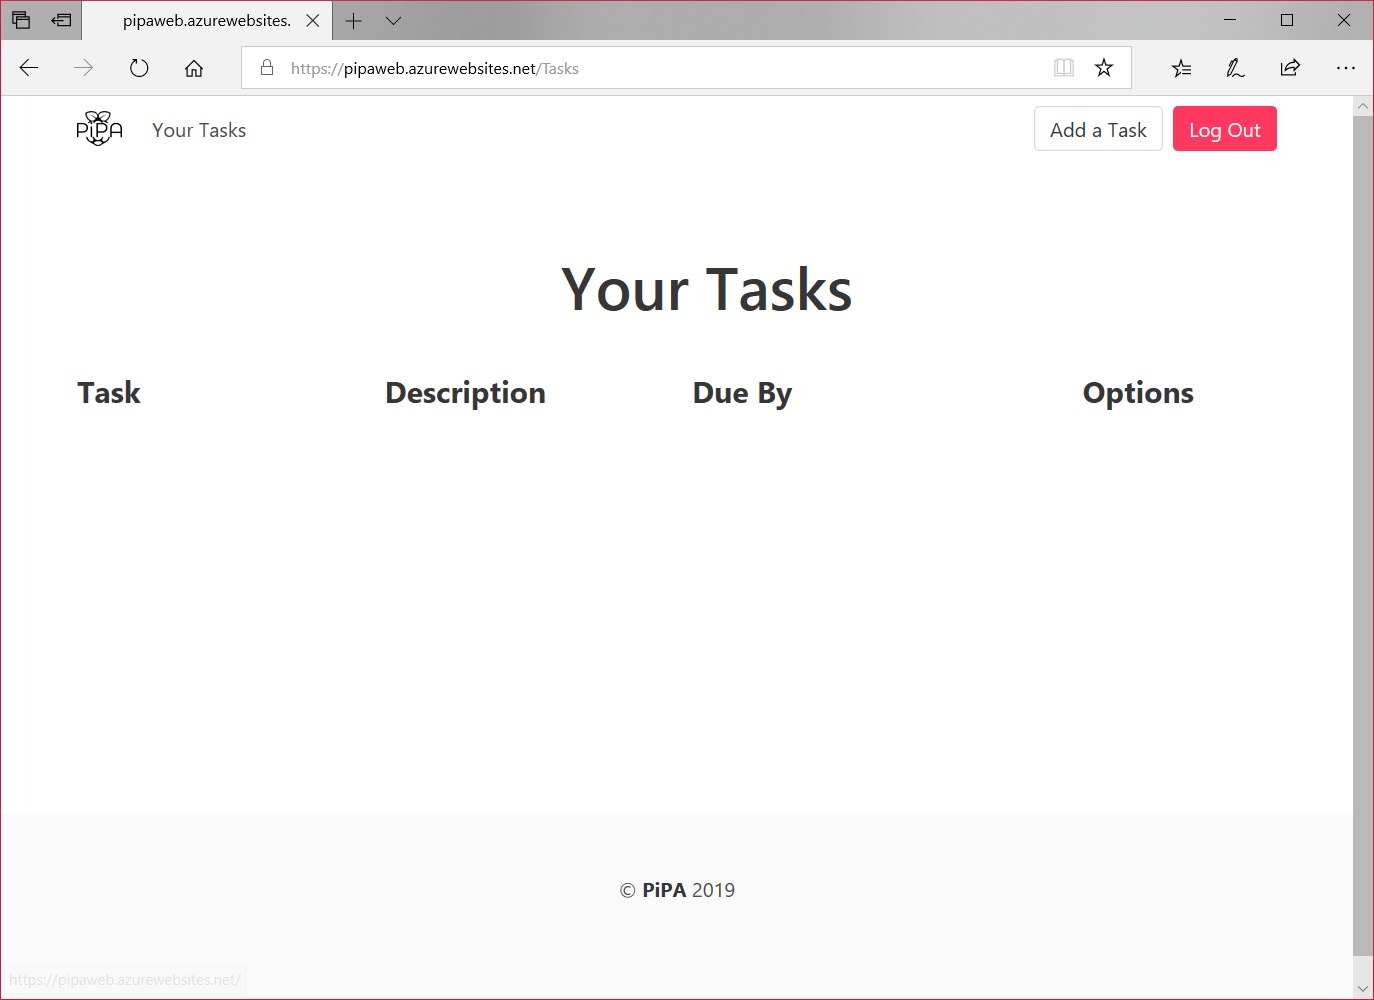 pipaweb.azurewebsites.
https://pipaweb.azurewebsites.net/Tasks
PiPA
Your Tasks
Add a Task
Log Out
Your Tasks
Task
Description
Due By
Options
© PiPA 2019
https://pipaweb.azurewebsites.net/